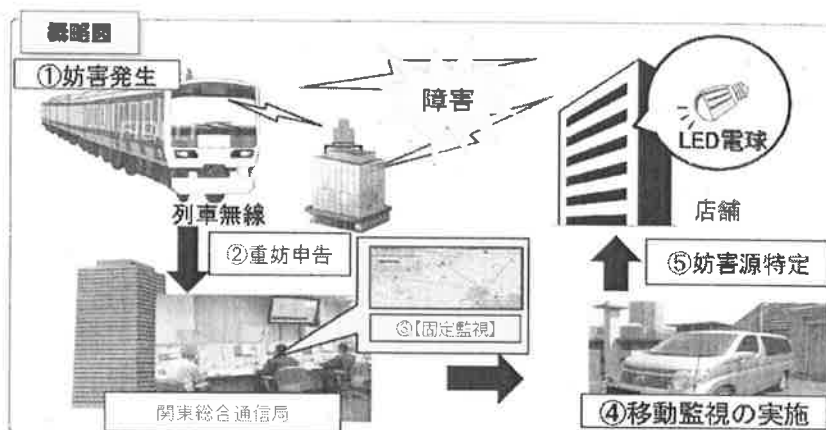 概略図
①妨害発生
障害
LED電球
列車無線
店舗
②重妨申告
⑤妨害源特定
③【固定監視】
関東総合通信局
④移動監視の実施